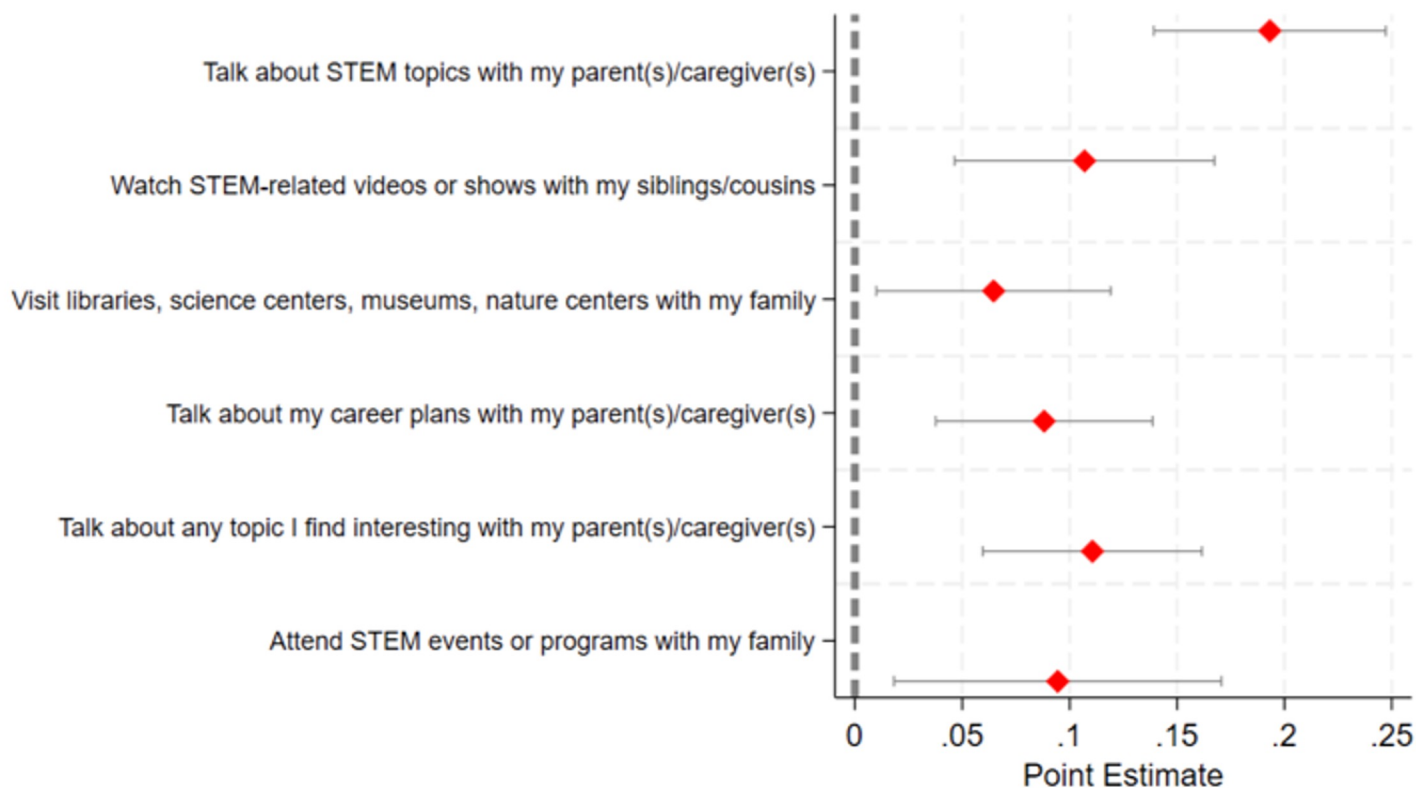 Talk about STEM topics with my parent(s)/caregiver(s)
Watch STEM-related videos or shows with my siblings/cousins
Visit libraries, science centers, museums, nature centers with my family
Talk about my career plans with my parent(s)/caregiver(s)
Talk about any topic I find interesting with my parent(s)/caregiver(s)
Attend STEM events or programs with my family
0 .05 .1 .15 .2 .25
Point Estimate